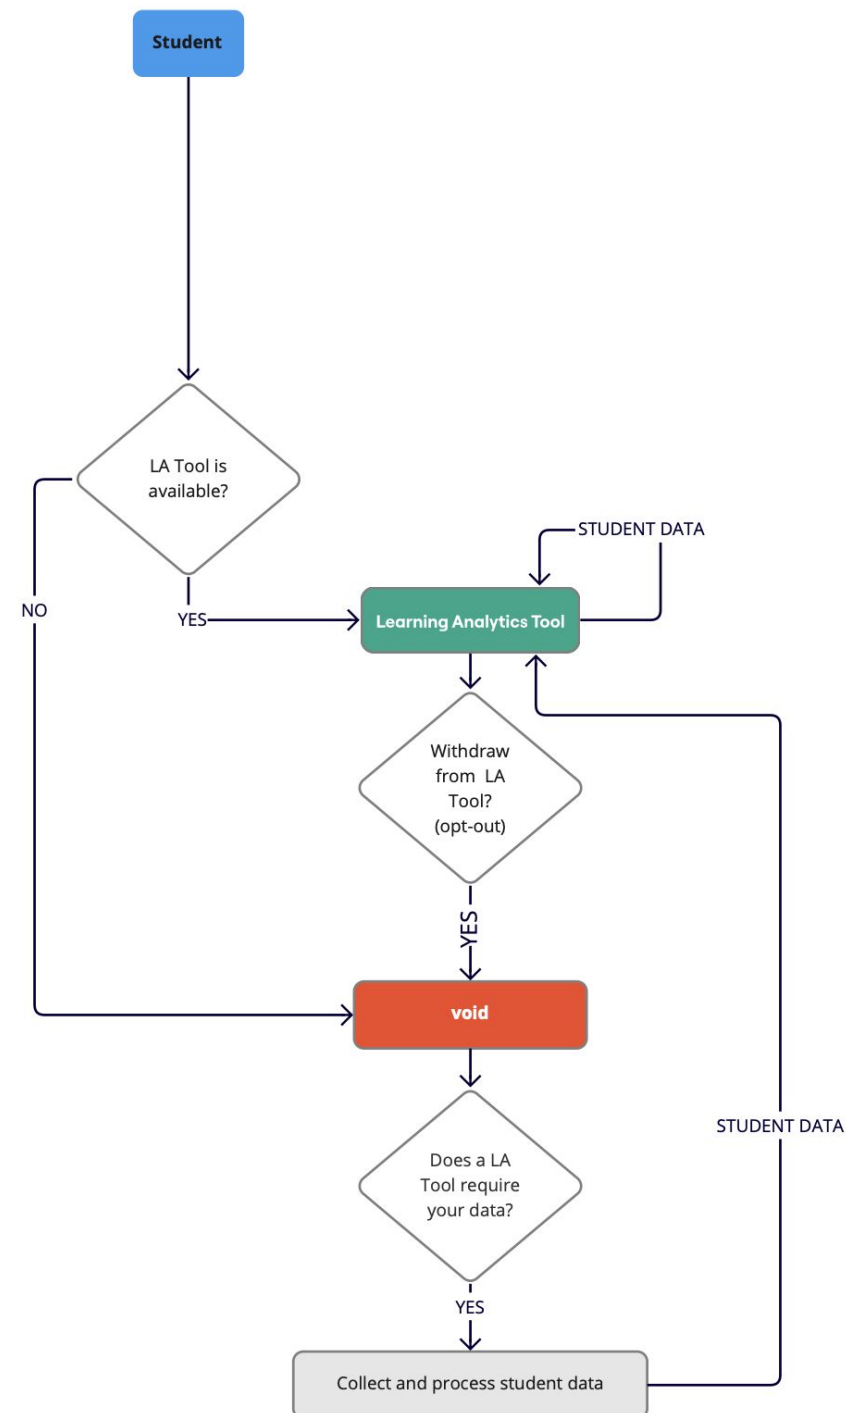 Student
LA Tool is
available?
STUDENT DATA
NO
YES
Learning Analytics Tool
Withdraw
from LA
Tool?
(opt-out)
YES
void
STUDENT DATA
Does a LA
Tool require
your data?
YES
Collect and process student data